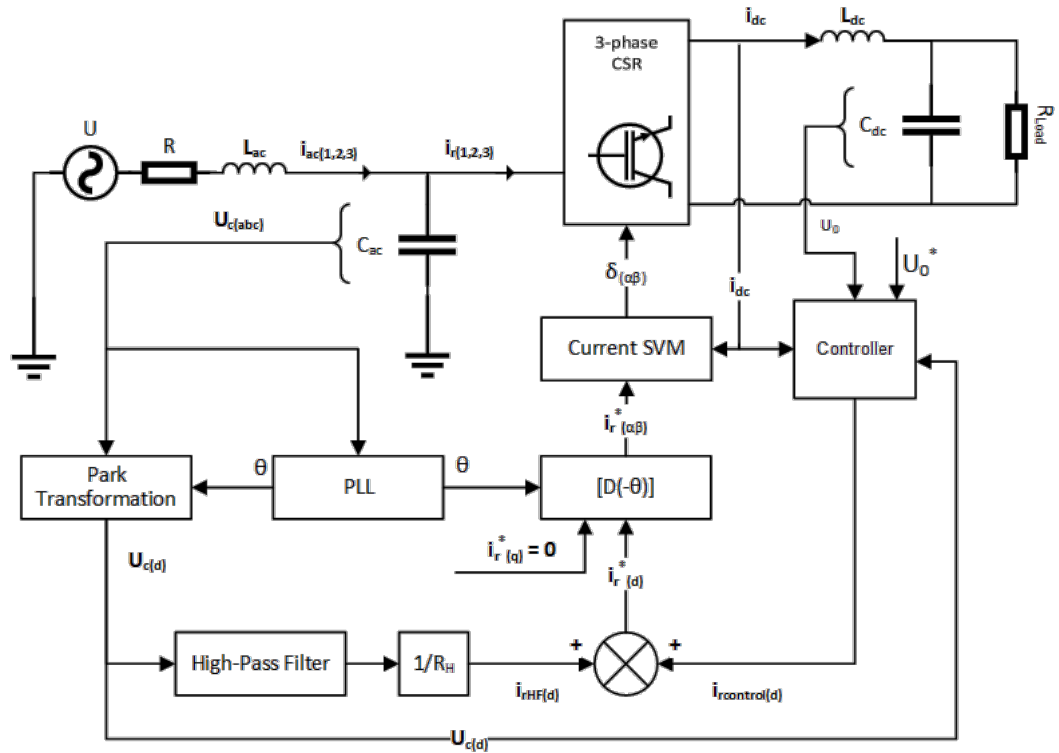 i_dc
L_dc
3-phase
CSR
C_dc
R_Load
U
R
L_ac
i_ac(1,2,3)
i_r(1,2,3)
U_c(abc)
C_ac
U_0
U_0^*
δ_(αβ)
i_dc
Current SVM
Controller
i_r^*_(αβ)
Park
Transformation
θ
PLL
θ
[D(-θ)]
i_r^*_(q) = 0
i_r^*_(d)
U_c(d)
High-Pass Filter
1/R_H
+
+
i_rHF(d)
i_rcontrol(d)
U_c(d)